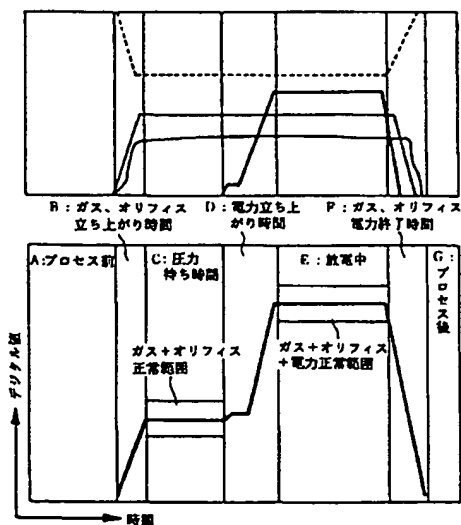 B：ガス、オリフィス
立ち上がり時間
D：電力立ち上
がり時間
F：ガス、オリフィス
電力終了時間
A:プロセス前
C：圧力
待ち時間
E：放電中
G：
プロセス後
ガス＋オリフィス
正常範囲
ガス＋オリフィス
＋電力正常範囲
デジタル値
時間